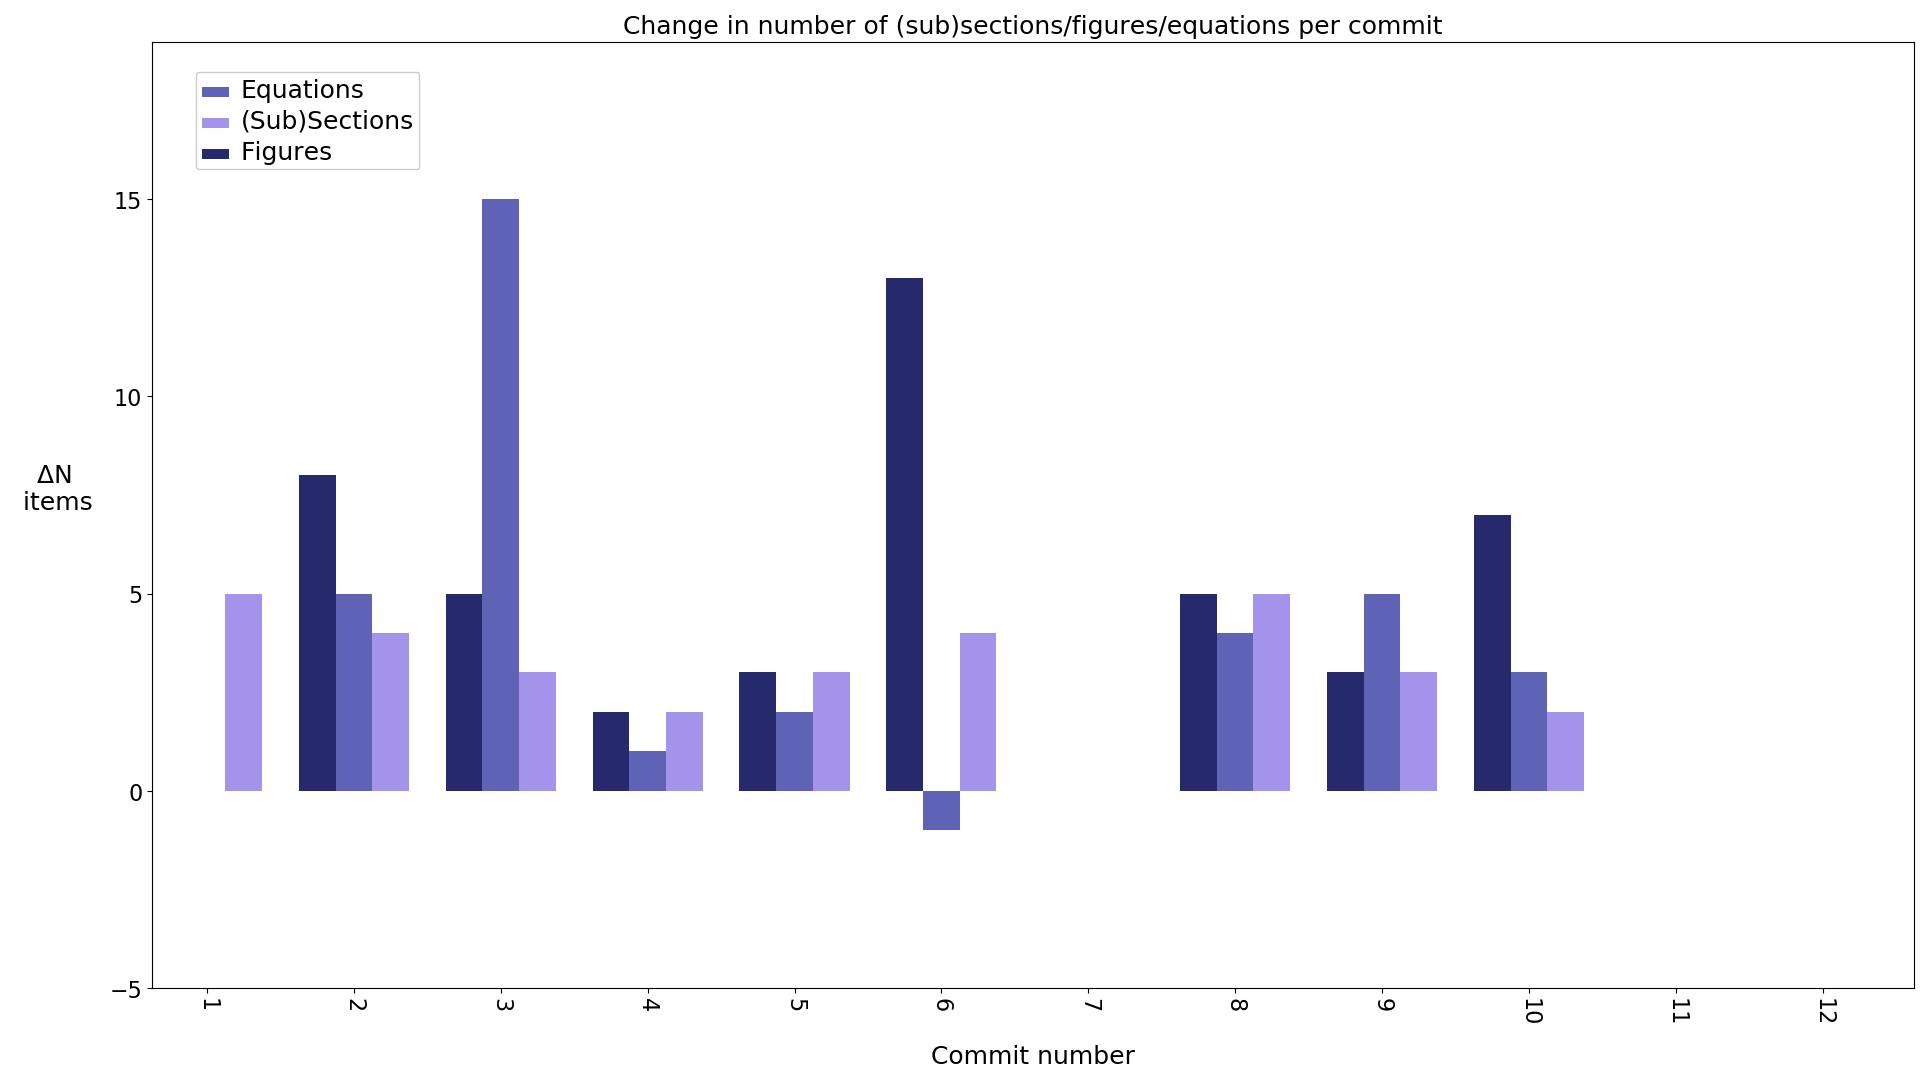 Change in number of (sub)sections/figures/equations per commit
Equations
(Sub)Sections
Figures
15
10
5
0
−5
ΔN
items
1 2 3 4 5 6 7 8 9 10 11 12
Commit number